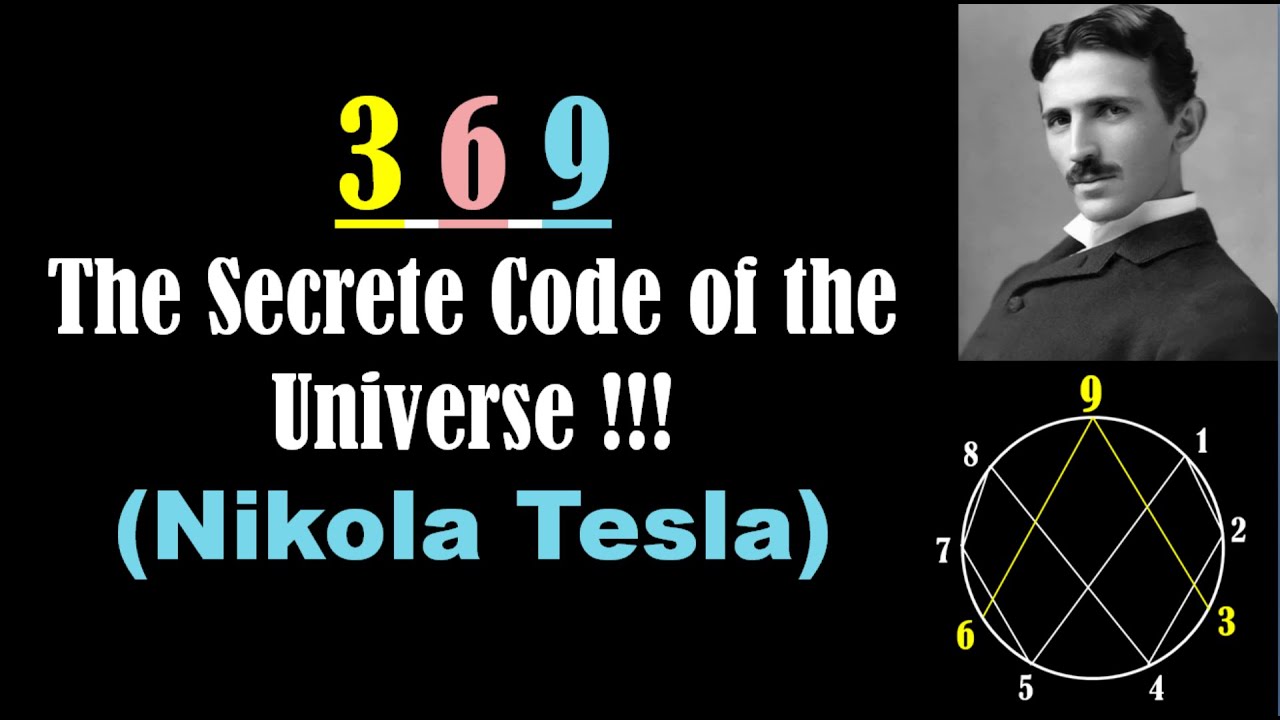 3 6 9
The Secrete Code of the
Universe !!!
(Nikola Tesla)
9
8
1
7
2
6
3
5
4